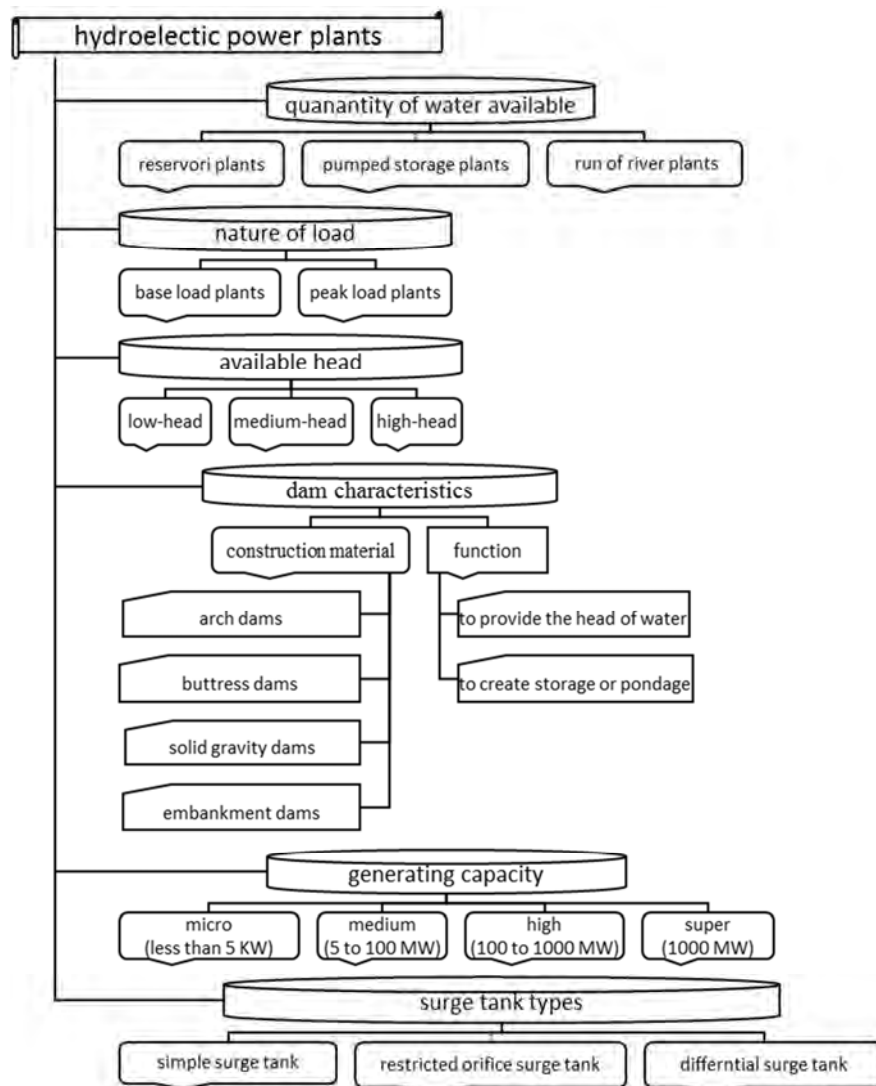 hydroelectic power plants
quanantity of water available
reservori plants
pumped storage plants
run of river plants
nature of load
base load plants
peak load plants
available head
low-head
medium-head
high-head
dam characteristics
construction material
function
arch dams
to provide the head of water
buttress dams
to create storage or pondage
solid gravity dams
embankment dams
generating capacity
micro
(less than 5 KW)
medium
(5 to 100 MW)
high
(100 to 1000 MW)
super
(1000 MW)
surge tank types
simple surge tank
restricted orifice surge tank
differntial surge tank